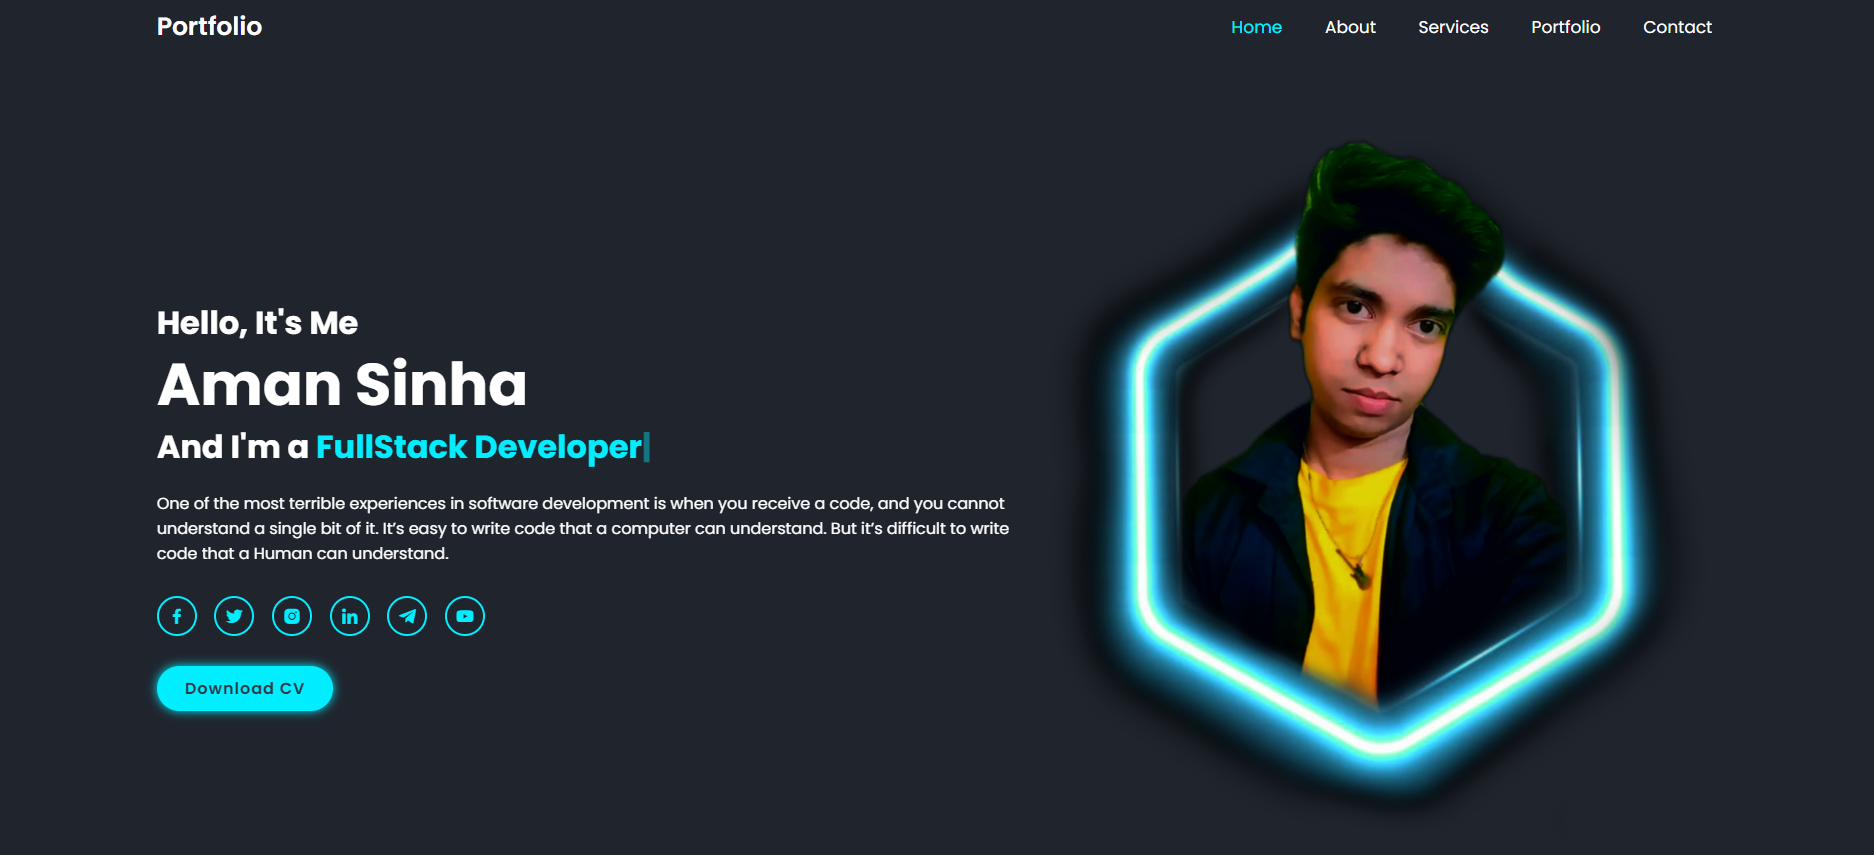 Portfolio
Home About Services Portfolio Contact
Hello, It's Me
Aman Sinha
And I'm a FullStack Developer
One of the most terrible experiences in software development is when you receive a code, and you cannot
understand a single bit of it. It’s easy to write code that a computer can understand. But it’s difficult to write
code that a Human can understand.
Download CV